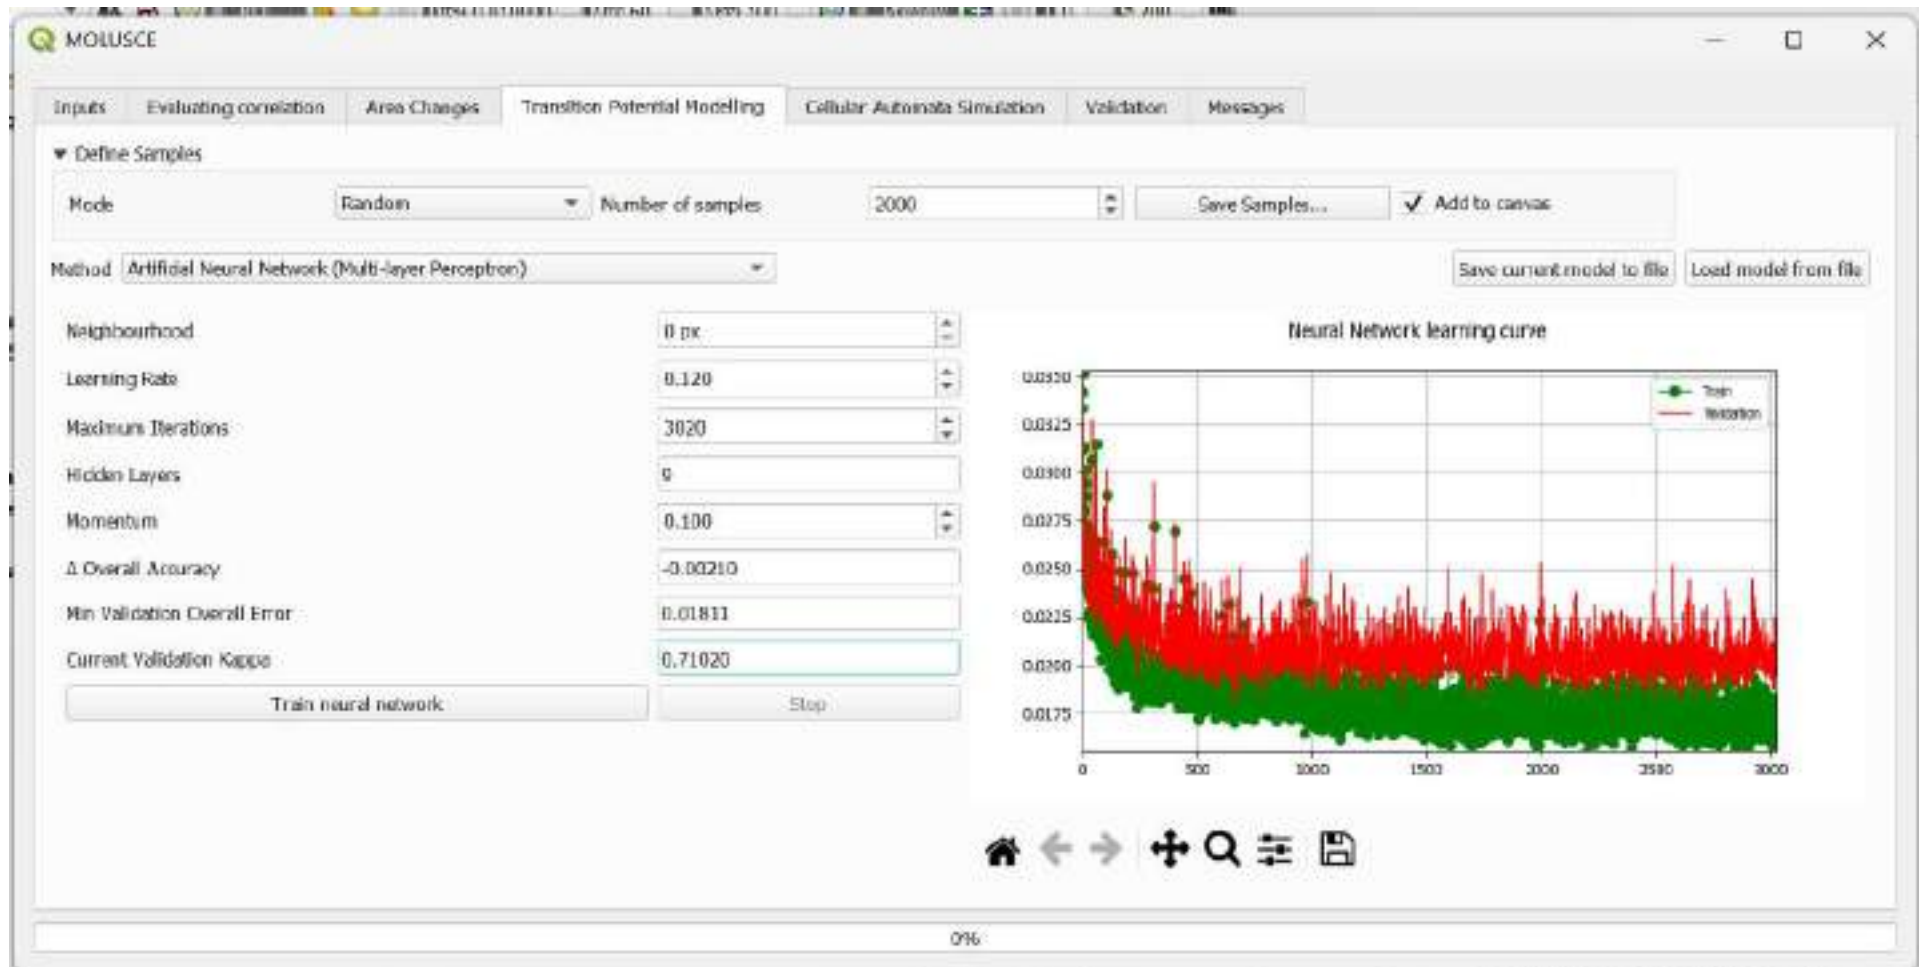 MOLUSCE
Inputs Evaluating correlation Area Changes Transition Potential Modelling Cellular Automata Simulation Validation Messages
Define Samples
Mode Random Number of samples 2000 Save Samples... Add to canvas
Method Artificial Neural Network (Multi-layer Perceptron) Save current model to file Load model from file
Neighbourhood 0 px
Learning Rate 0.120
Maximum Iterations 3020
Hidden Layers 9
Momentum 0.100
Δ Overall Accuracy -0.00210
Min Validation Overall Error 0.01811
Current Validation Kappa 0.71020
Train neural network Stop
Neural Network learning curve
Train
Validation
0.0350
0.0325
0.0300
0.0275
0.0250
0.0225
0.0200
0.0175
0 500 1000 1500 2000 2500 3000
0%